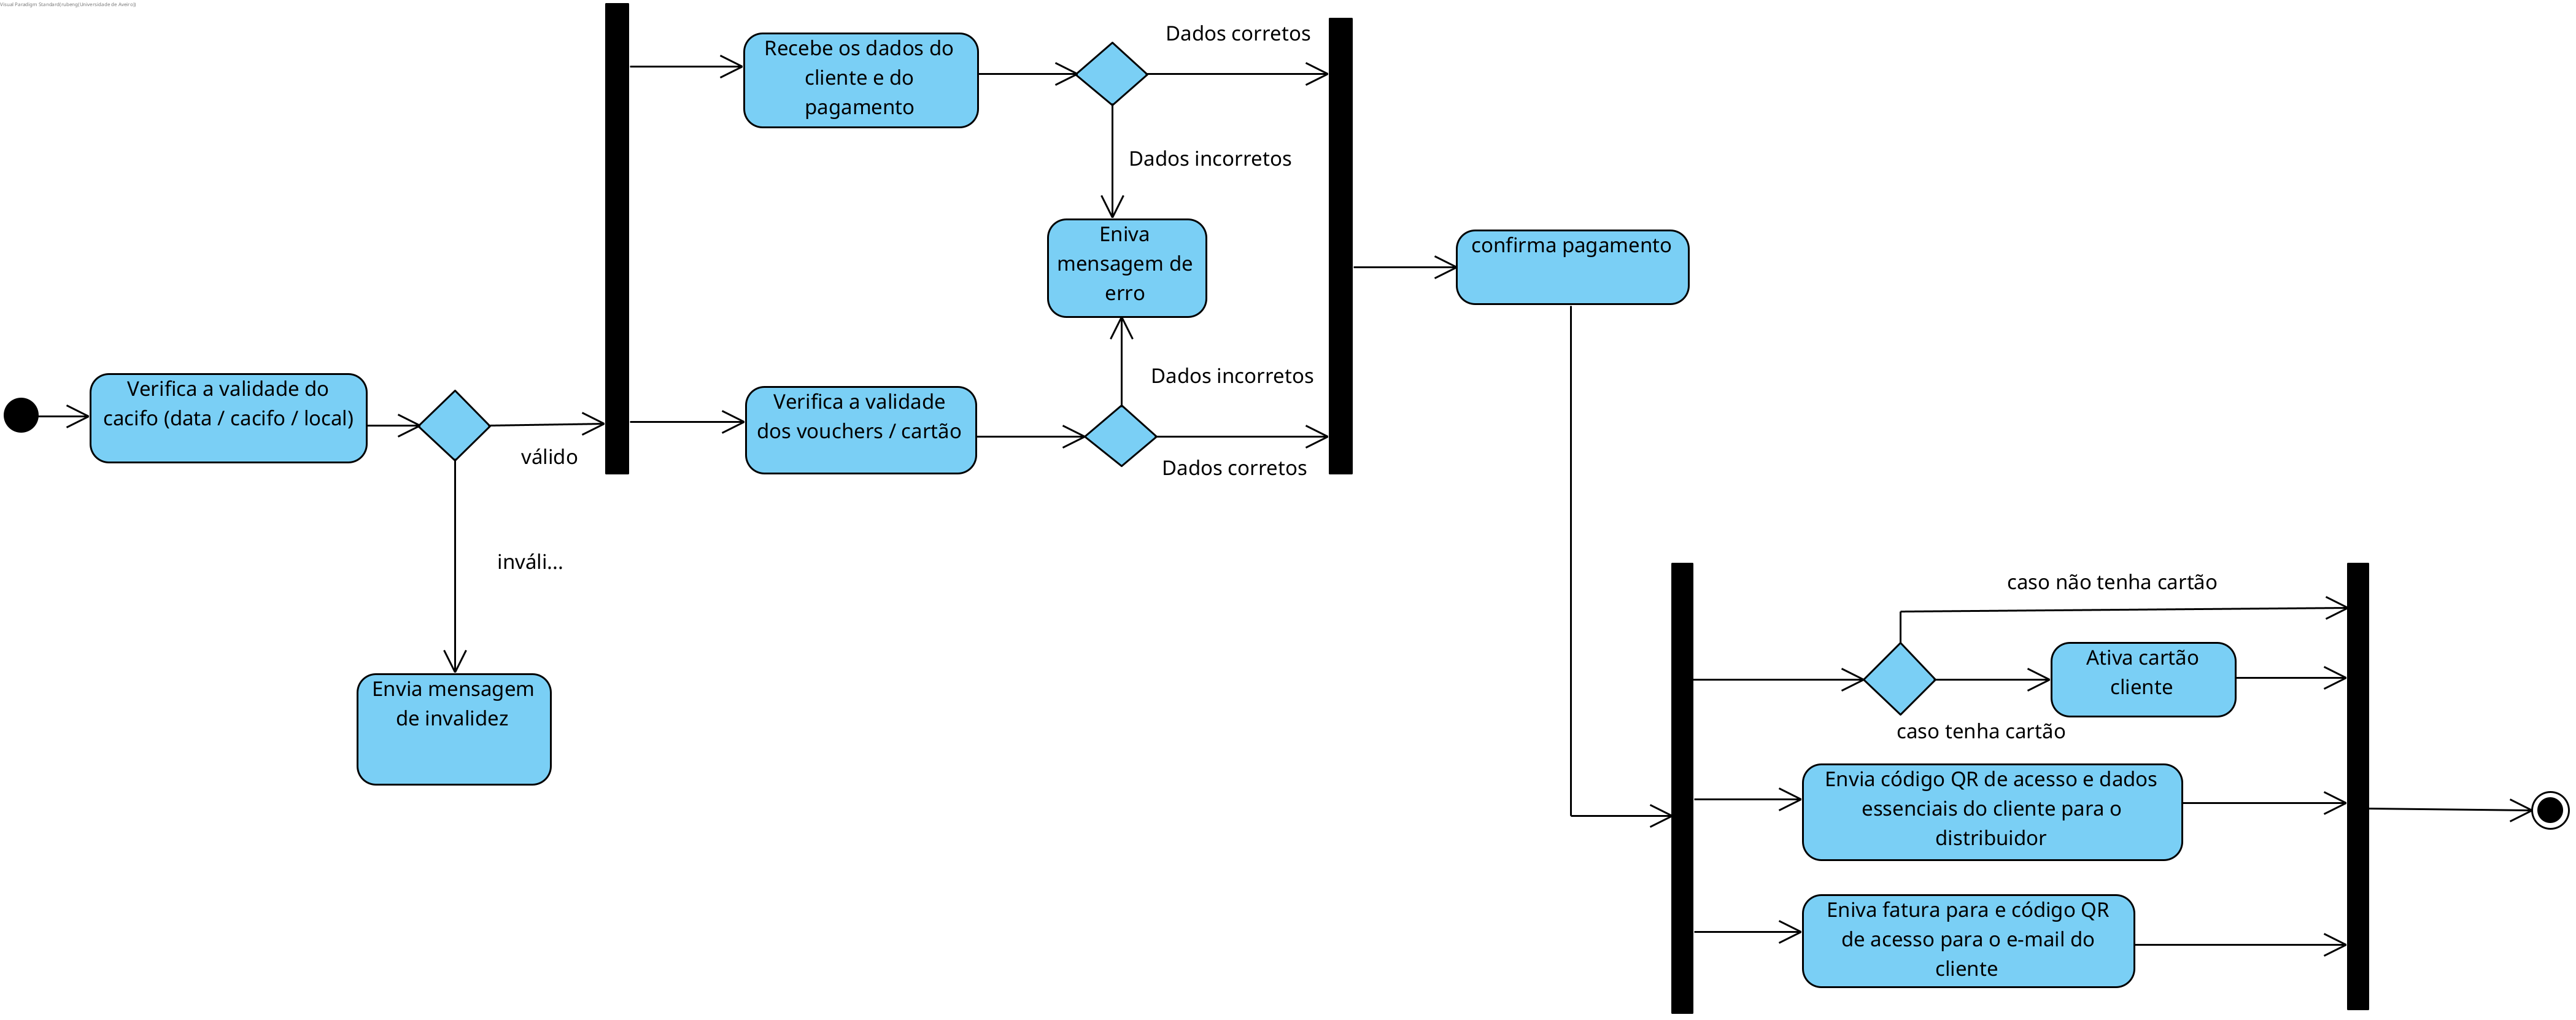 Visual Paradigm Standard(rubemg(Universidade de Aveiro))
Recebe os dados do
cliente e do
pagamento
Dados corretos
Dados incorretos
Eniva
mensagem de
erro
confirma pagamento
Verifica a validade do
cacifo (data / cacifo / local)
válido
Verifica a validade
dos vouchers / cartão
Dados incorretos
Dados corretos
inváli...
Envia mensagem
de invalidez
caso não tenha cartão
Ativa cartão
cliente
caso tenha cartão
Envia código QR de acesso e dados
essenciais do cliente para o
distribuidor
Eniva fatura para e código QR
de acesso para o e-mail do
cliente